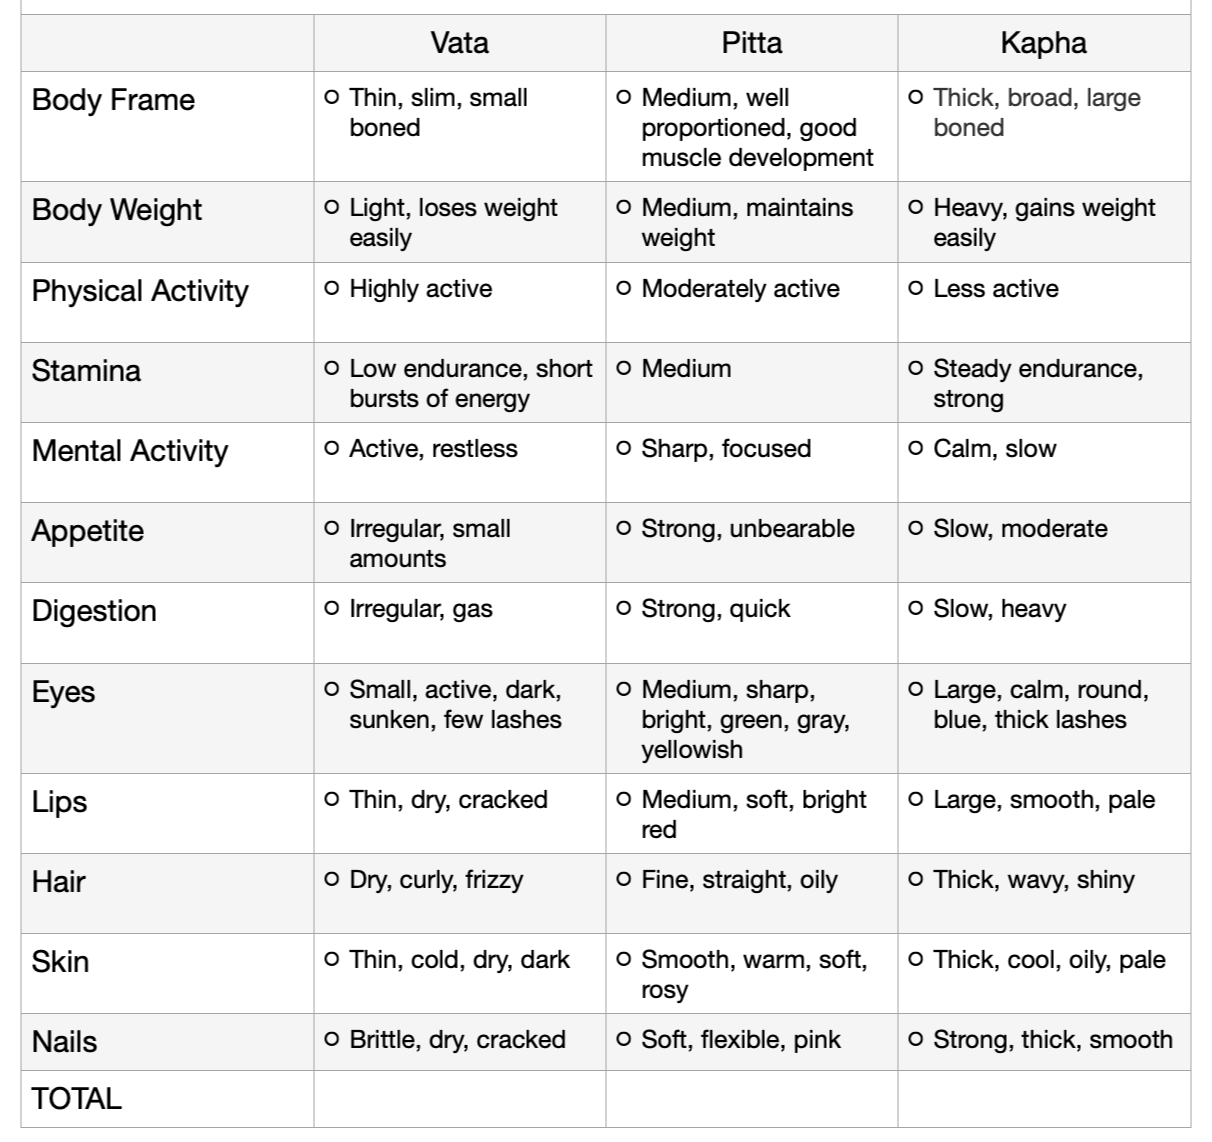 Vata Pitta Kapha
Body Frame
Thin, slim, small
boned
Medium, well
proportioned, good
muscle development
Thick, broad, large
boned
Body Weight
Light, loses weight
easily
Medium, maintains
weight
Heavy, gains weight
easily
Physical Activity
Highly active
Moderately active
Less active
Stamina
Low endurance, short
bursts of energy
Medium
Steady endurance,
strong
Mental Activity
Active, restless
Sharp, focused
Calm, slow
Appetite
Irregular, small
amounts
Strong, unbearable
Slow, moderate
Digestion
Irregular, gas
Strong, quick
Slow, heavy
Eyes
Small, active, dark,
sunken, few lashes
Medium, sharp,
bright, green, gray,
yellowish
Large, calm, round,
blue, thick lashes
Lips
Thin, dry, cracked
Medium, soft, bright
red
Large, smooth, pale
Hair
Dry, curly, frizzy
Fine, straight, oily
Thick, wavy, shiny
Skin
Thin, cold, dry, dark
Smooth, warm, soft,
rosy
Thick, cool, oily, pale
Nails
Brittle, dry, cracked
Soft, flexible, pink
Strong, thick, smooth
TOTAL